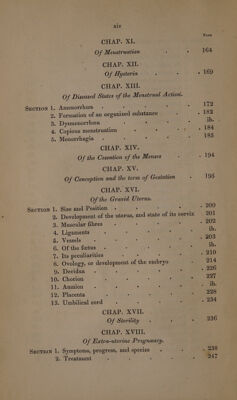 xiv
PAGE
CHAP. XI.
Of Menstruation . . . 164
CHAP. XII.
Of Hysteria . . . 169
CHAP. XIII.
Of Diseased States of the Menstrual Action.
SECTION 1. Amenorrhœa . . . 172
2. Formation of an organized substance . . 182
3. Dysmenorrhœa . . . ib.
4. Copious menstruation . . . 184
5. Menorrhagia . . . 185
CHAP. XIV.
Of the Cessation of the Menses . . 194
CHAP. XV.
Of Conception and the term of Gestation . 195
CHAP. XVI.
Of the Gravid Uterus.
SECTION 1. Size and Position . . . 200
2. Development of the uterus, and state of its cervix 201
3. Muscular fibres . . . 202
4. Ligaments . . . ib.
5. Vessels . . . 203
6. Of the fœtus . . . ib.
7. Its peculiarities . . . 210
8. Ovology, or development of the embryo . 214
9. Decidua . . . 226
10. Chorion . . . 227
11. Amnion . . . ib.
12. Placenta . . . 228
13. Umbilical cord . . . 234
CHAP. XVII.
Of Sterility . . . 236
CHAP. XVIII.
Of Extra-uterine Pregnancy.
SECTION 1. Symptoms, progress, and species . . 238
2. Treatment . . . 247